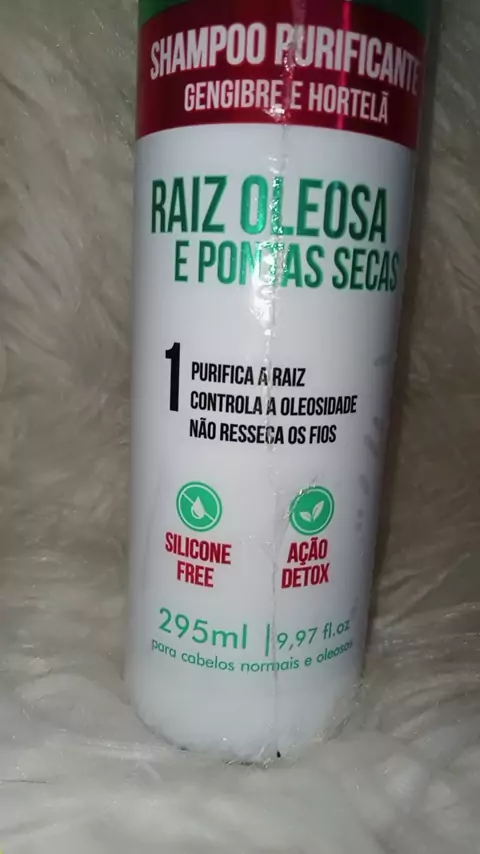 SHAMPOO PURIFICANTE
GENGIBRE E HORTELÃ
RAIZ OLEOSA
E PONTAS SECAS
1 PURIFICA A RAIZ
CONTROLA A OLEOSIDADE
NÃO RESSECA OS FIOS
SILICONE
FREE
AÇÃO
DETOX
295ml | 9,97 fl.oz
para cabelos normais e oleosos